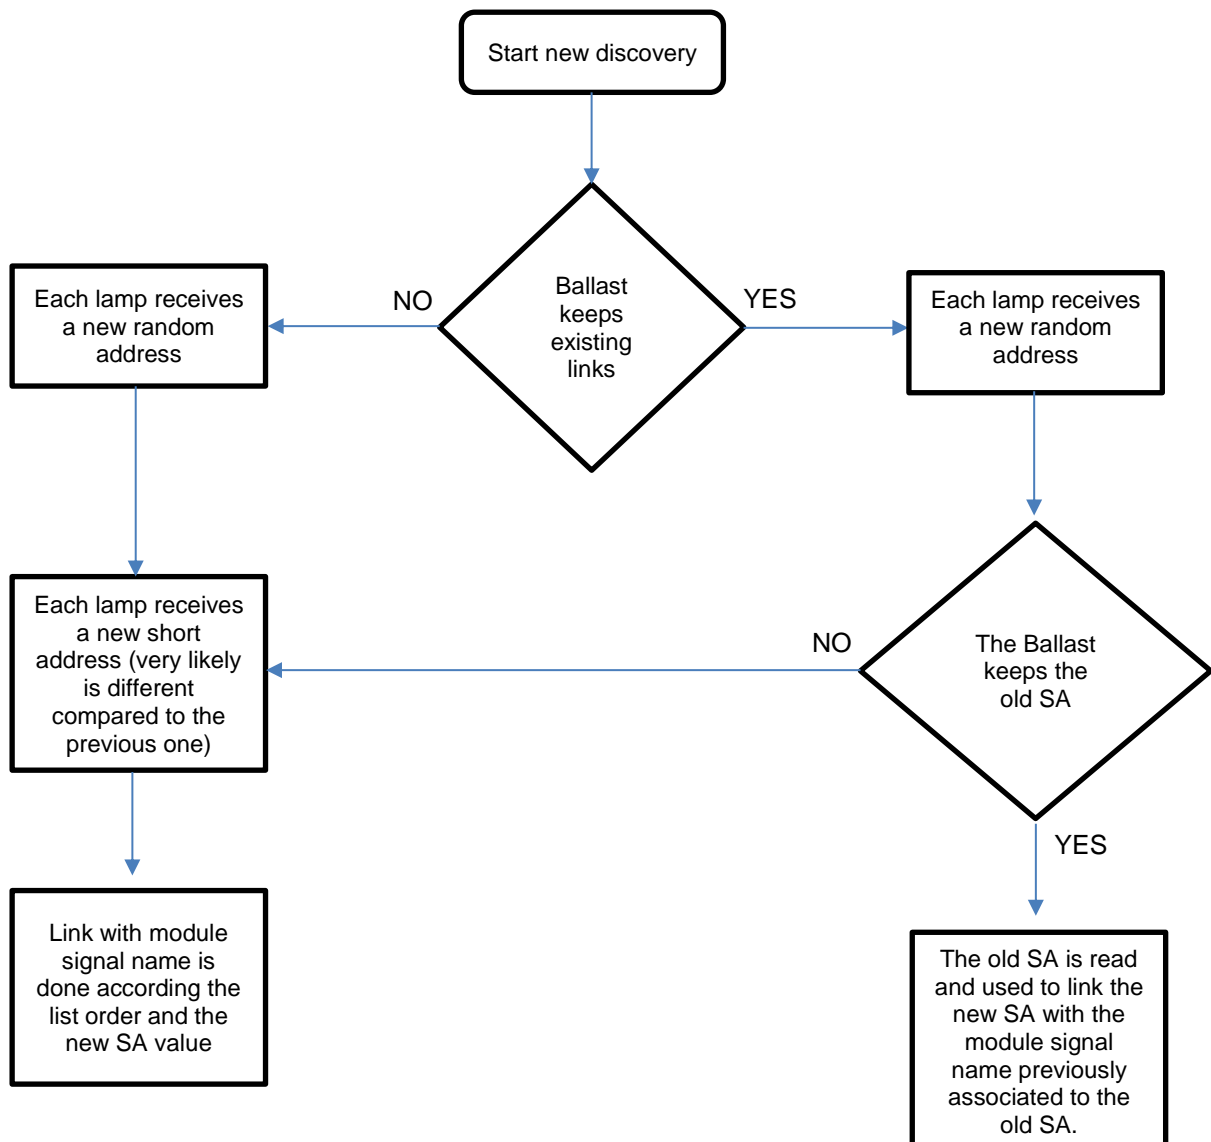 Start new discovery
Ballast
keeps
existing
links
NO
YES
Each lamp receives
a new random
address
Each lamp receives
a new random
address
Each lamp receives
a new short
address (very likely
is different
compared to the
previous one)
NO
The Ballast
keeps the
old SA
YES
Link with module
signal name is
done according the
list order and the
new SA value
The old SA is read
and used to link the
new SA with the
module signal
name previously
associated to the
old SA.